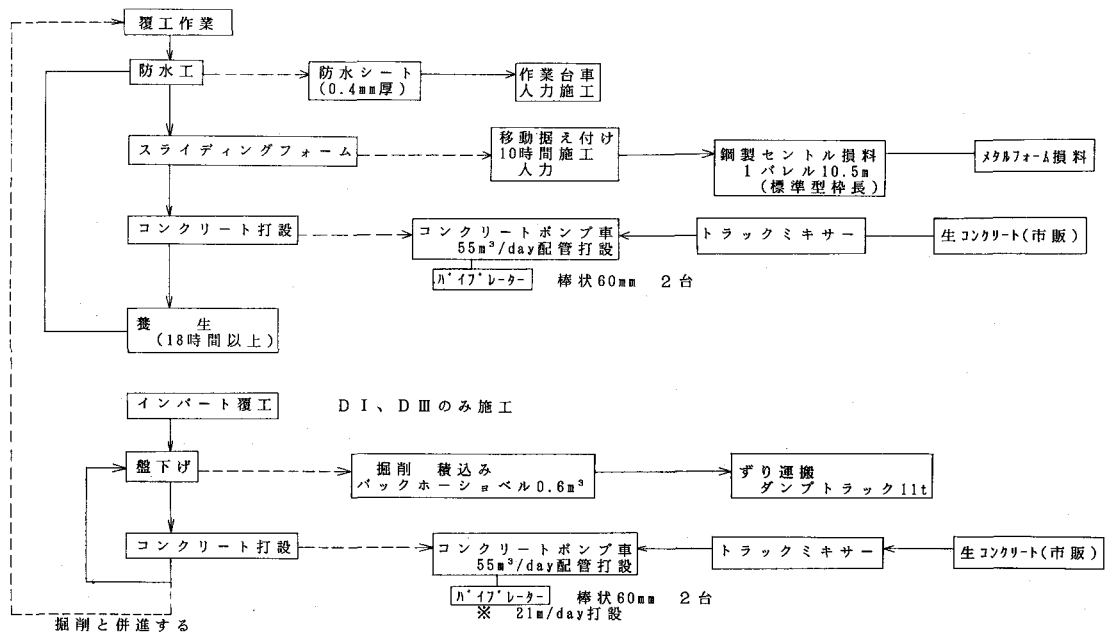 覆工作業
防水工
防水シート
(0.4mm厚)
作業台車
人力施工
スライディングフォーム
移動据え付け
10時間施工
人力
鋼製セントル損料
1バレル10.5m
(標準型枠長)
メタルフォーム損料
コンクリート打設
コンクリートポンプ車
55m³/day配管打設
トラックミキサー
生コンクリート(市販)
バイブレーター 棒状60mm 2台
養生
(18時間以上)
インバート覆工 DⅠ、DⅢのみ施工
盤下げ
掘削 積込み
バックホーショベル0.6m³
ずり運搬
ダンプトラック11t
コンクリート打設
コンクリートポンプ車
55m³/day配管打設
トラックミキサー
生コンクリート(市販)
バイブレーター 棒状60mm 2台
※ 21m/day打設
掘削と併進する